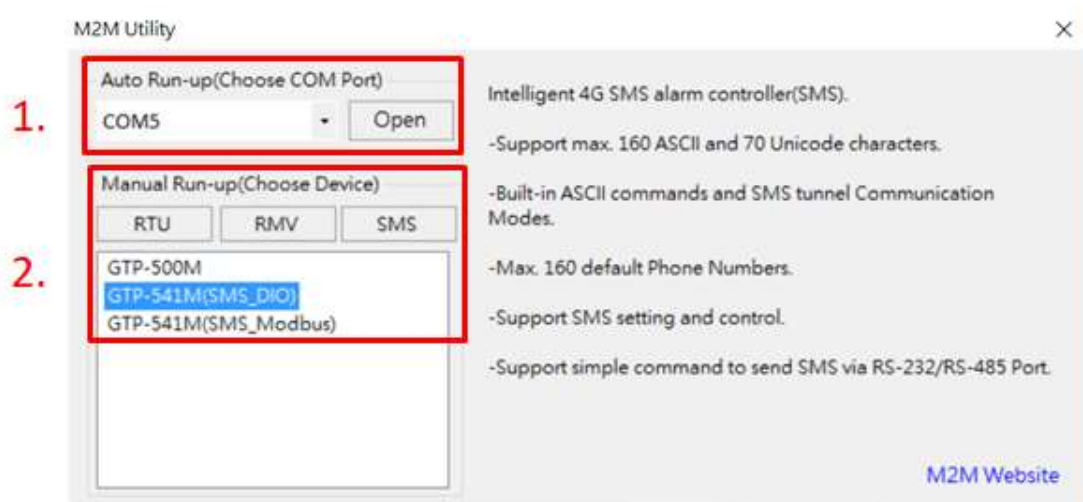 M2M Utility
1.
Auto Run-up(Choose COM Port)
COM5
Open
2.
Manual Run-up(Choose Device)
RTU RMV SMS
GTP-500M
GTP-541M(SMS_DIO)
GTP-541M(SMS_Modbus)
Intelligent 4G SMS alarm controller(SMS).
-Support max. 160 ASCII and 70 Unicode characters.
-Built-in ASCII commands and SMS tunnel Communication
Modes.
-Max. 160 default Phone Numbers.
-Support SMS setting and control.
-Support simple command to send SMS via RS-232/RS-485 Port.
M2M Website